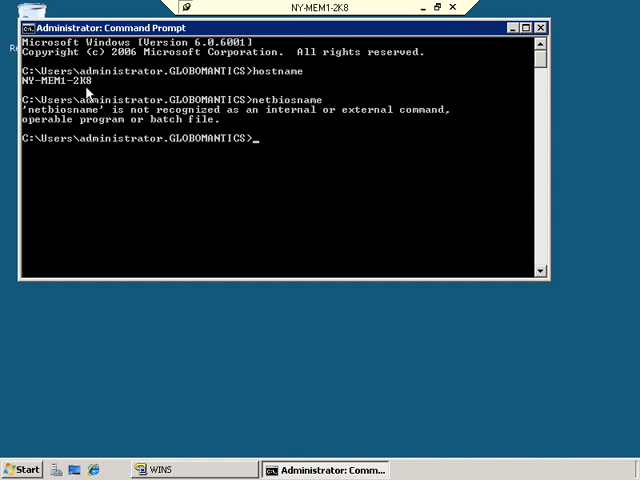 NY-MEM1-2K8
Administrator: Command Prompt
Microsoft Windows [Version 6.0.6001]
Copyright (c) 2006 Microsoft Corporation.  All rights reserved.
C:\Users\administrator.GLOBOMANTICS>hostname
NY-MEM1-2K8
C:\Users\administrator.GLOBOMANTICS>netbiosname
'netbiosname' is not recognized as an internal or external command,
operable program or batch file.
C:\Users\administrator.GLOBOMANTICS>_
Start
WINS
Administrator: Comm...